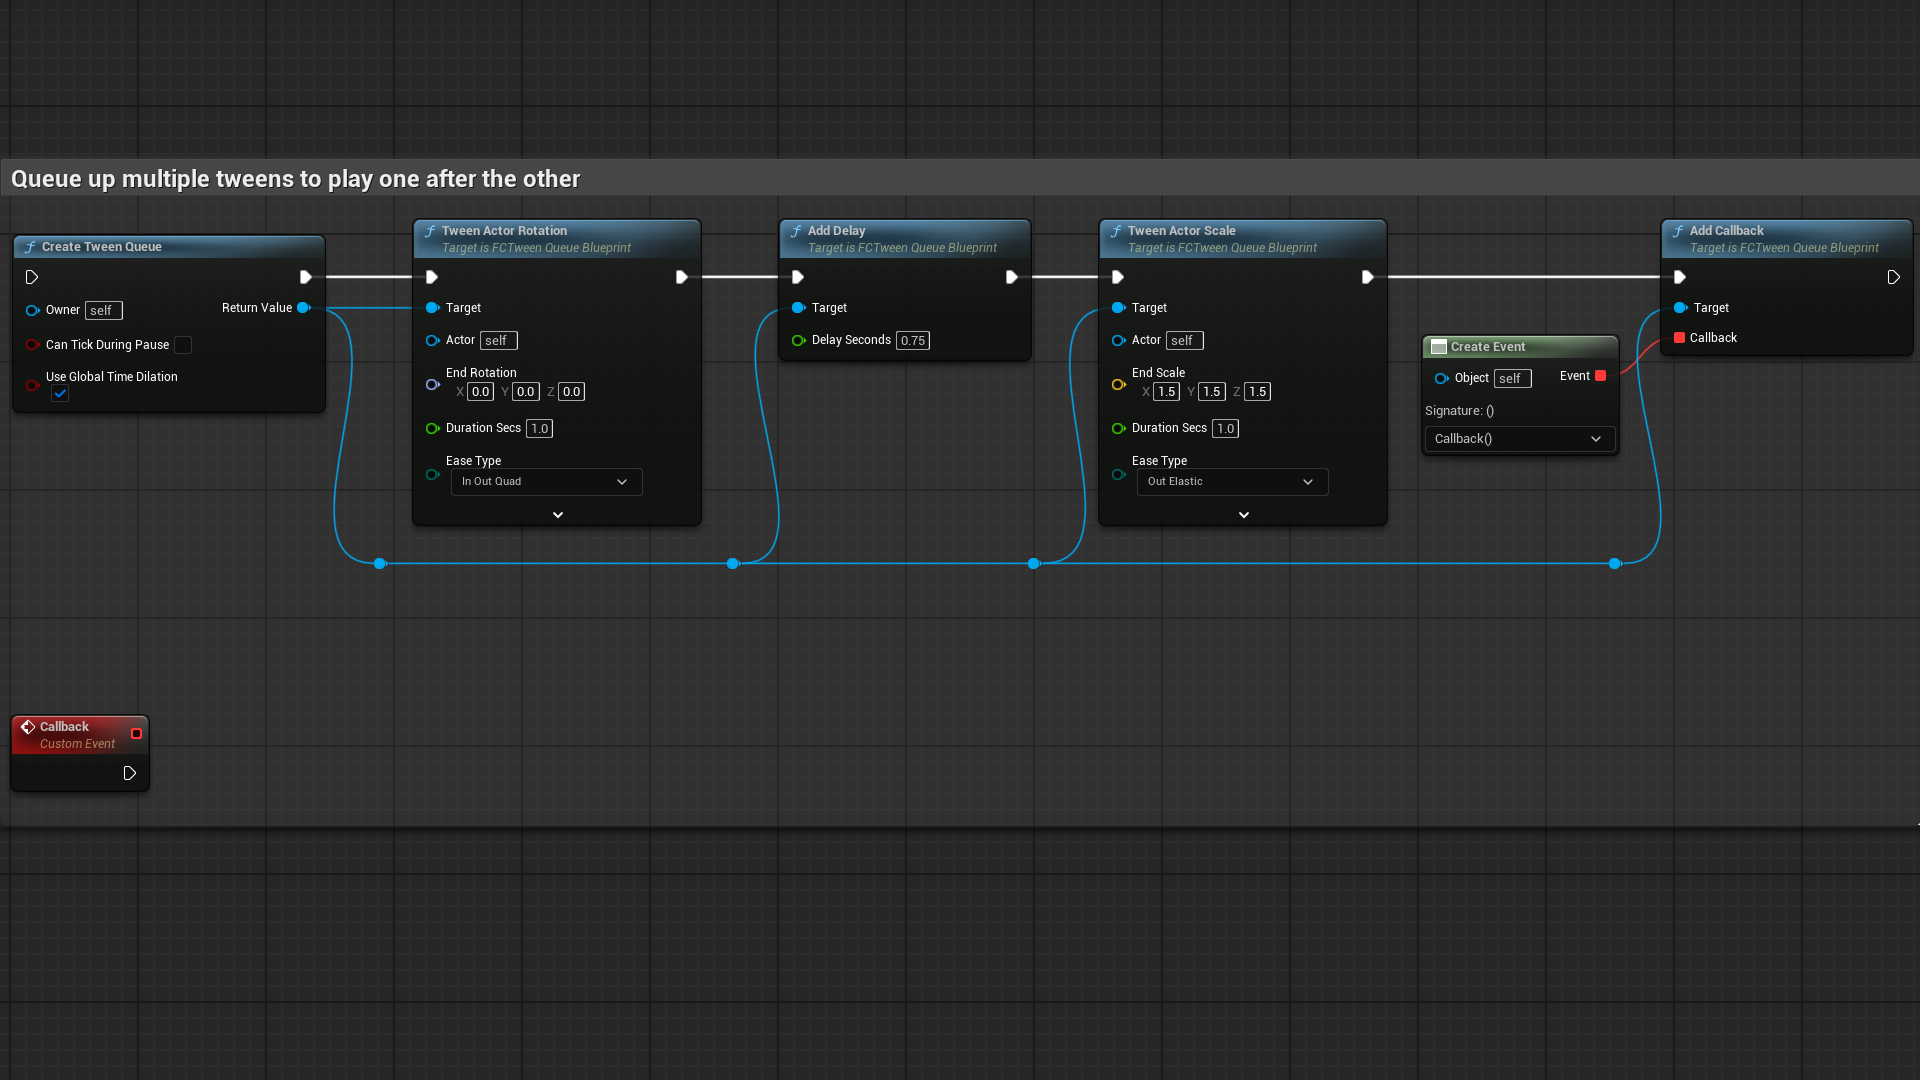 Queue up multiple tweens to play one after the other
Create Tween Queue
Owner self
Return Value
Can Tick During Pause
Use Global Time Dilation
Tween Actor Rotation
Target is FCTween Queue Blueprint
Target
Actor self
End Rotation
X 0.0 Y 0.0 Z 0.0
Duration Secs 1.0
Ease Type
In Out Quad
Add Delay
Target is FCTween Queue Blueprint
Target
Delay Seconds 0.75
Tween Actor Scale
Target is FCTween Queue Blueprint
Target
Actor self
End Scale
X 1.5 Y 1.5 Z 1.5
Duration Secs 1.0
Ease Type
Out Elastic
Create Event
Object self
Event
Signature: ()
Callback()
Add Callback
Target is FCTween Queue Blueprint
Target
Callback
Callback
Custom Event